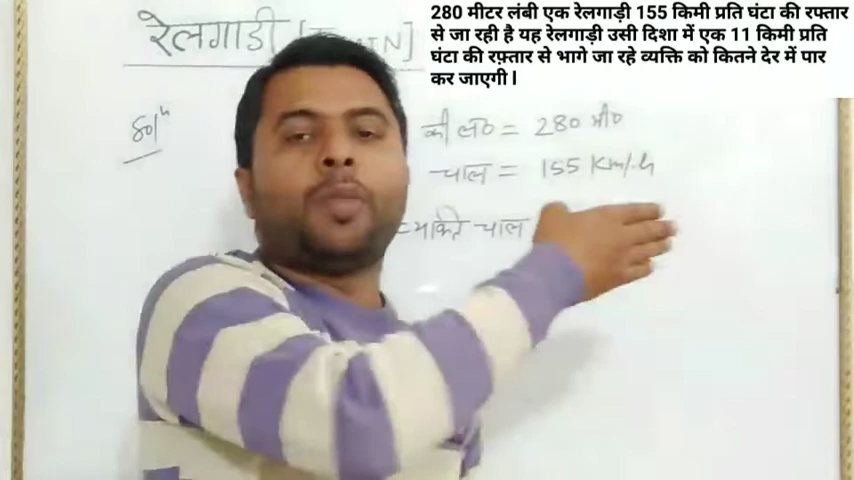 280 मीटर लंबी एक रेलगाड़ी 155 किमी प्रति घंटा की रफ्तार
से जा रही है यह रेलगाड़ी उसी दिशा में एक 11 किमी प्रति
घंटा की रफ़्तार से भागे जा रहे व्यक्ति को कितने देर में पार
कर जाएगी ।
रेलगाडी
की ल० = 280 मी०
चाल = 155 Km/h
चाल